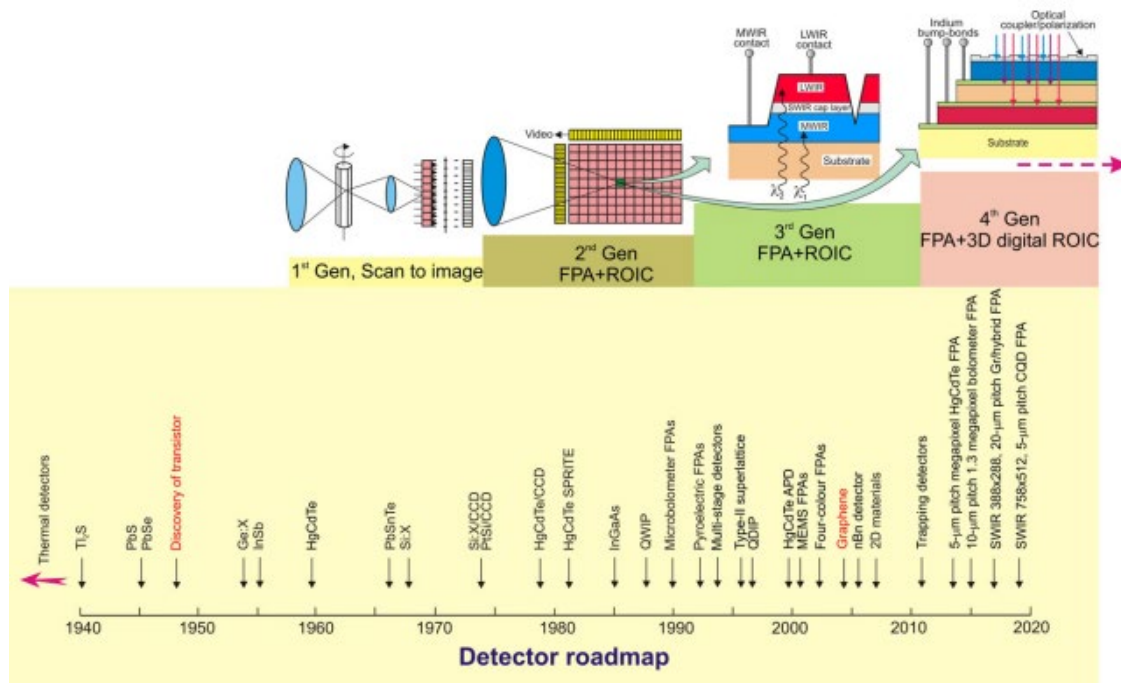 Indium
bump-bonds
Optical
coupler/polarization
MWIR
contact
LWIR
contact
LWIR
SWIR cap layer
MWIR
Substrate
λ₂ λ₁
Substrate
Video
1st Gen, Scan to image
2nd Gen
FPA+ROIC
3rd Gen
FPA+ROIC
4th Gen
FPA+3D digital ROIC
Thermal detectors
Tl₂S
PbS
PbSe
Discovery of transistor
Ge:X
InSb
HgCdTe
PbSnTe
Si:X
Si:X/CCD
PtSi/CCD
HgCdTe/CCD
HgCdTe SPRITE
InGaAs
QWIP
Microbolometer FPAs
Pyroelectric FPAs
Multi-stage detectors
Type-II superlattice
QDIP
HgCdTe APD
MEMS FPAs
Four-colour FPAs
Graphene
nBn detector
2D materials
Trapping detectors
5-μm pitch megapixel HgCdTe FPA
10-μm pitch 1.3 megapixel bolometer FPA
SWIR 388x288, 20-μm pitch Gr/hybrid FPA
SWIR 758x512, 5-μm pitch CQD FPA
1940 1950 1960 1970 1980 1990 2000 2010 2020
Detector roadmap